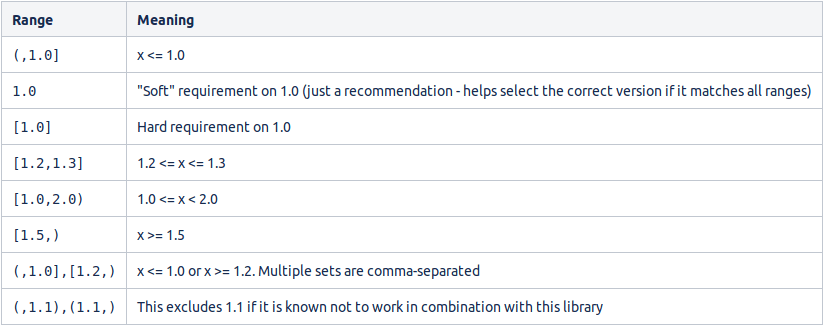 Range Meaning
(,1.0] x <= 1.0
1.0 "Soft" requirement on 1.0 (just a recommendation - helps select the correct version if it matches all ranges)
[1.0] Hard requirement on 1.0
[1.2,1.3] 1.2 <= x <= 1.3
[1.0,2.0) 1.0 <= x < 2.0
[1.5,) x >= 1.5
(,1.0],[1.2,) x <= 1.0 or x >= 1.2. Multiple sets are comma-separated
(,1.1),(1.1,) This excludes 1.1 if it is known not to work in combination with this library